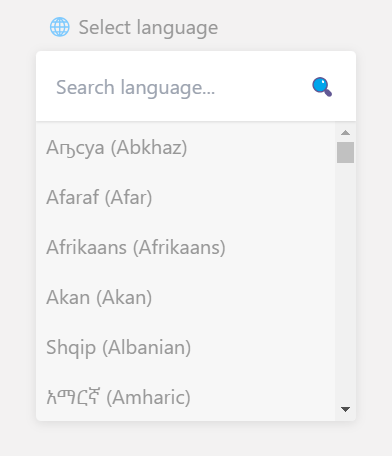 Select language
Search language...
Аҧсуа (Abkhaz)
Afaraf (Afar)
Afrikaans (Afrikaans)
Akan (Akan)
Shqip (Albanian)
አማርኛ (Amharic)